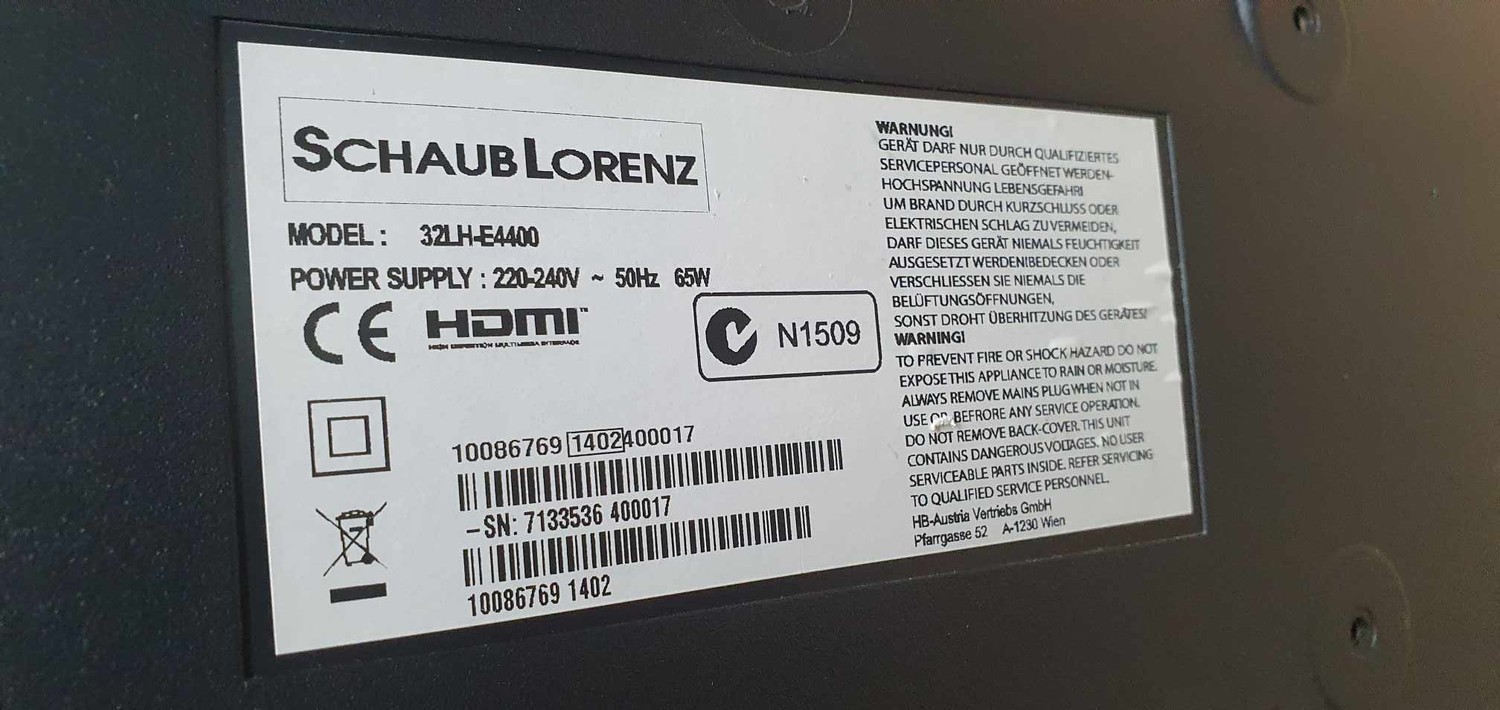 SCHAUB LORENZ
MODEL : 32LH-E4400
POWER SUPPLY : 220-240V ~ 50Hz 65W
CE HDMI™
HIGH DEFINITION MULTIMEDIA INTERFACE
N1509
10086769 1402400017
-SN: 7133536 400017
10086769 1402
WARNUNG!
GERÄT DARF NUR DURCH QUALIFIZIERTES
SERVICEPERSONAL GEÖFFNET WERDEN-
HOCHSPANNUNG LEBENSGEFAHR!
UM BRAND DURCH KURZSCHLUSS ODER
ELEKTRISCHEN SCHLAG ZU VERMEIDEN,
DARF DIESES GERÄT NIEMALS FEUCHTIGKEIT
AUSGESETZT WERDEN!BEDECKEN ODER
VERSCHLIESSEN SIE NIEMALS DIE
BELÜFTUNGSÖFFNUNGEN,
SONST DROHT ÜBERHITZUNG DES GERÄTES!
WARNING!
TO PREVENT FIRE OR SHOCK HAZARD DO NOT
EXPOSE THIS APPLIANCE TO RAIN OR MOISTURE.
ALWAYS REMOVE MAINS PLUG WHEN NOT IN
USE OR BEFRORE ANY SERVICE OPERATION.
DO NOT REMOVE BACK-COVER. THIS UNIT
CONTAINS DANGEROUS VOLTAGES. NO USER
SERVICEABLE PARTS INSIDE. REFER SERVICING
TO QUALIFIED SERVICE PERSONNEL.
HB-Austria Vertriebs GmbH
Pfarrgasse 52 A-1230 Wien